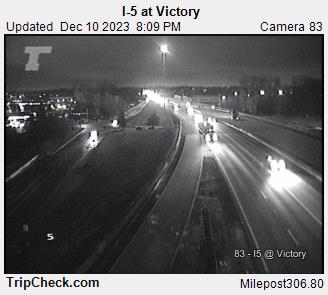 I-5 at Victory
Updated Dec 10 2023 8:09 PM Camera 83
T
S
83 - I5 @ Victory
TripCheck.com Milepost306.80